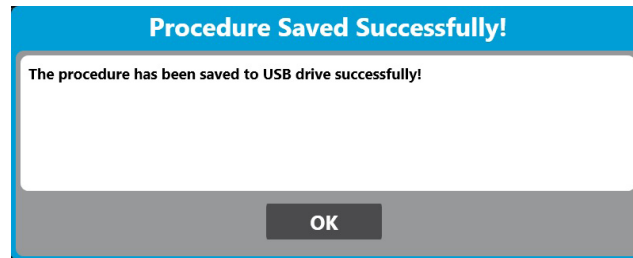 Procedure Saved Successfully!
The procedure has been saved to USB drive successfully!
OK